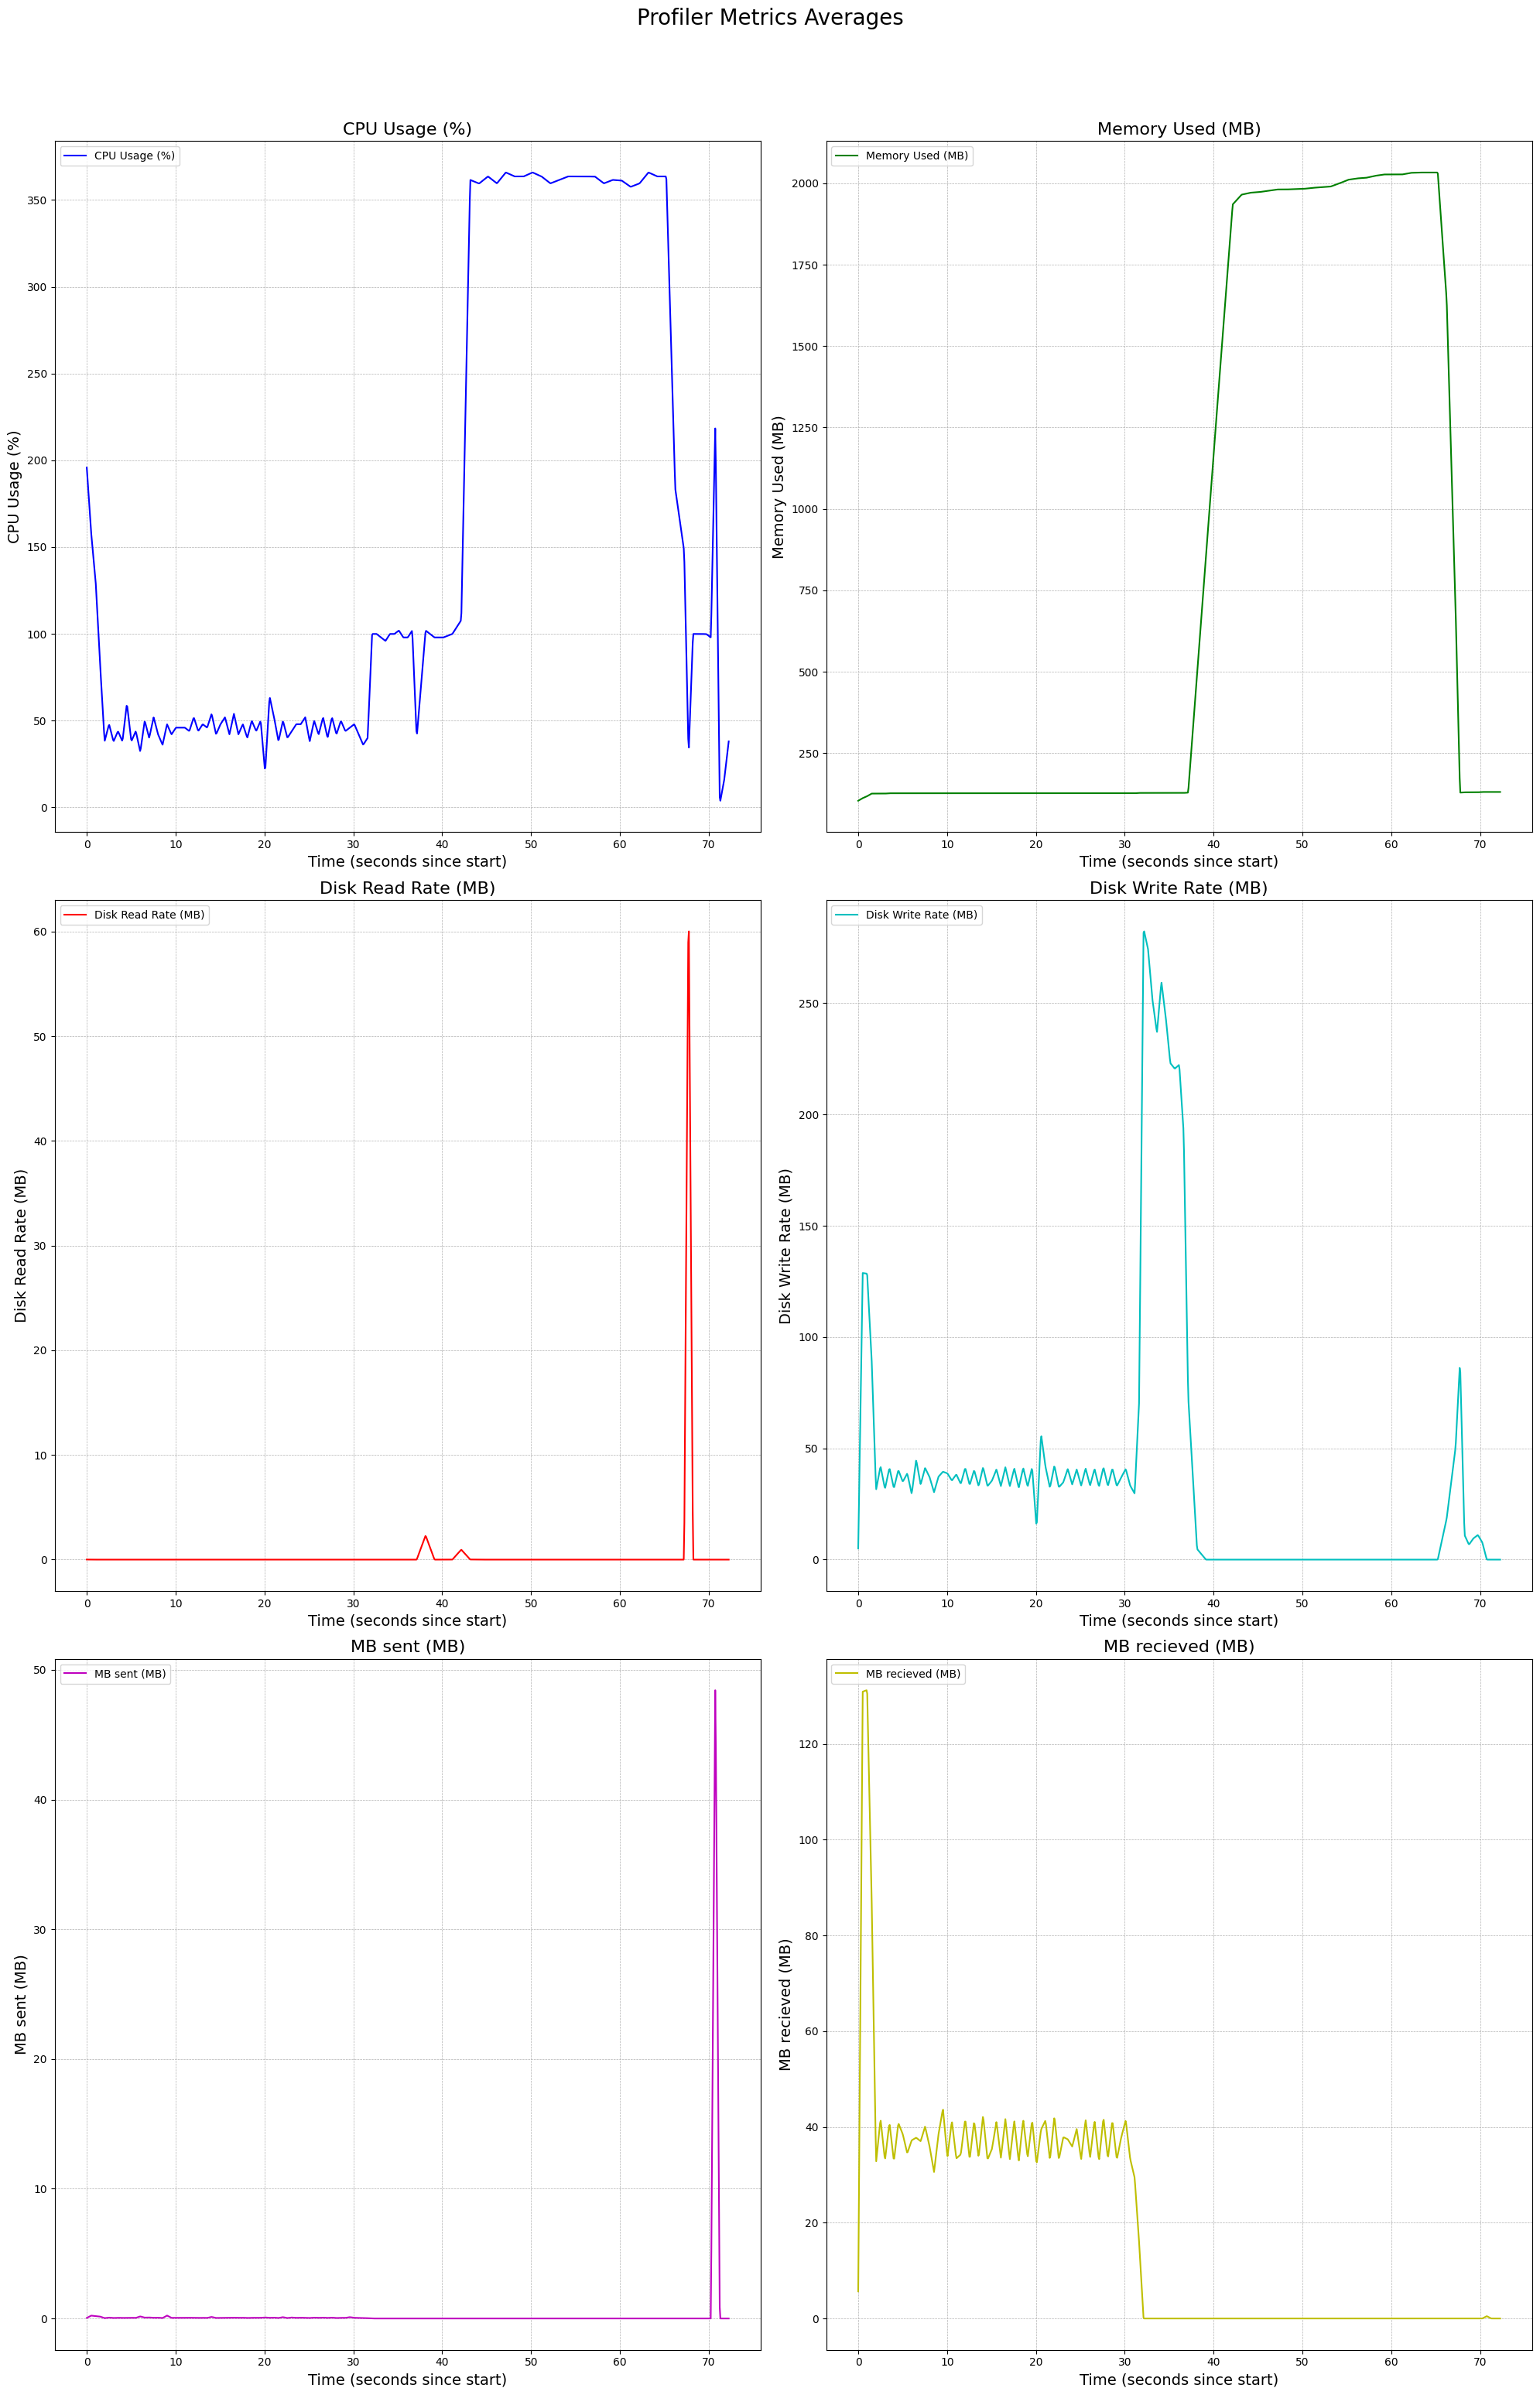 Profiler Metrics Averages
CPU Usage (%)
CPU Usage (%)
CPU Usage (%)
350
300
250
200
150
100
50
0
0 10 20 30 40 50 60 70
Time (seconds since start)
Memory Used (MB)
Memory Used (MB)
Memory Used (MB)
2000
1750
1500
1250
1000
750
500
250
0 10 20 30 40 50 60 70
Time (seconds since start)
Disk Read Rate (MB)
Disk Read Rate (MB)
Disk Read Rate (MB)
60
50
40
30
20
10
0
0 10 20 30 40 50 60 70
Time (seconds since start)
Disk Write Rate (MB)
Disk Write Rate (MB)
Disk Write Rate (MB)
250
200
150
100
50
0
0 10 20 30 40 50 60 70
Time (seconds since start)
MB sent (MB)
MB sent (MB)
MB sent (MB)
50
40
30
20
10
0
0 10 20 30 40 50 60 70
Time (seconds since start)
MB recieved (MB)
MB recieved (MB)
MB recieved (MB)
120
100
80
60
40
20
0
0 10 20 30 40 50 60 70
Time (seconds since start)